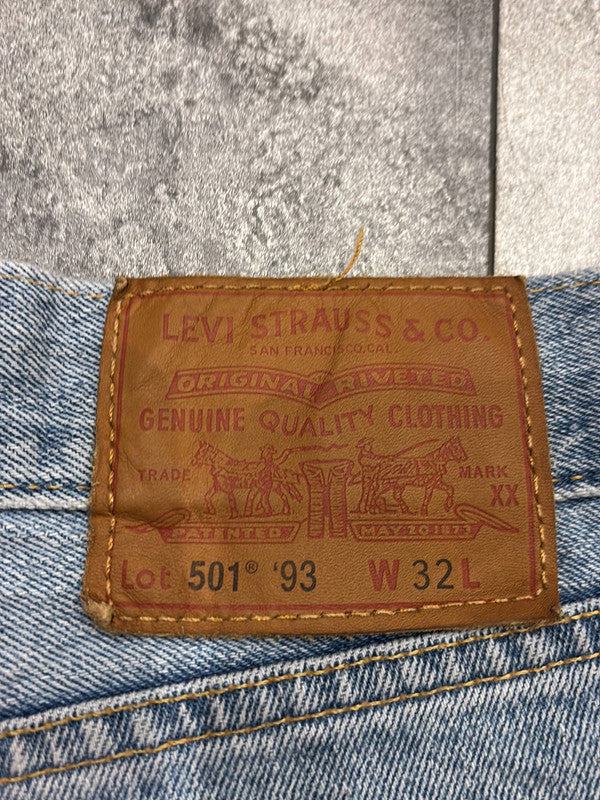 LEVI STRAUSS & CO.
SAN FRANCISCO, CAL.
ORIGINAL RIVETED
GENUINE QUALITY CLOTHING
TRADE MARK
XX
PATENTED MAY 20 1873
Lot 501® '93 W 32 L